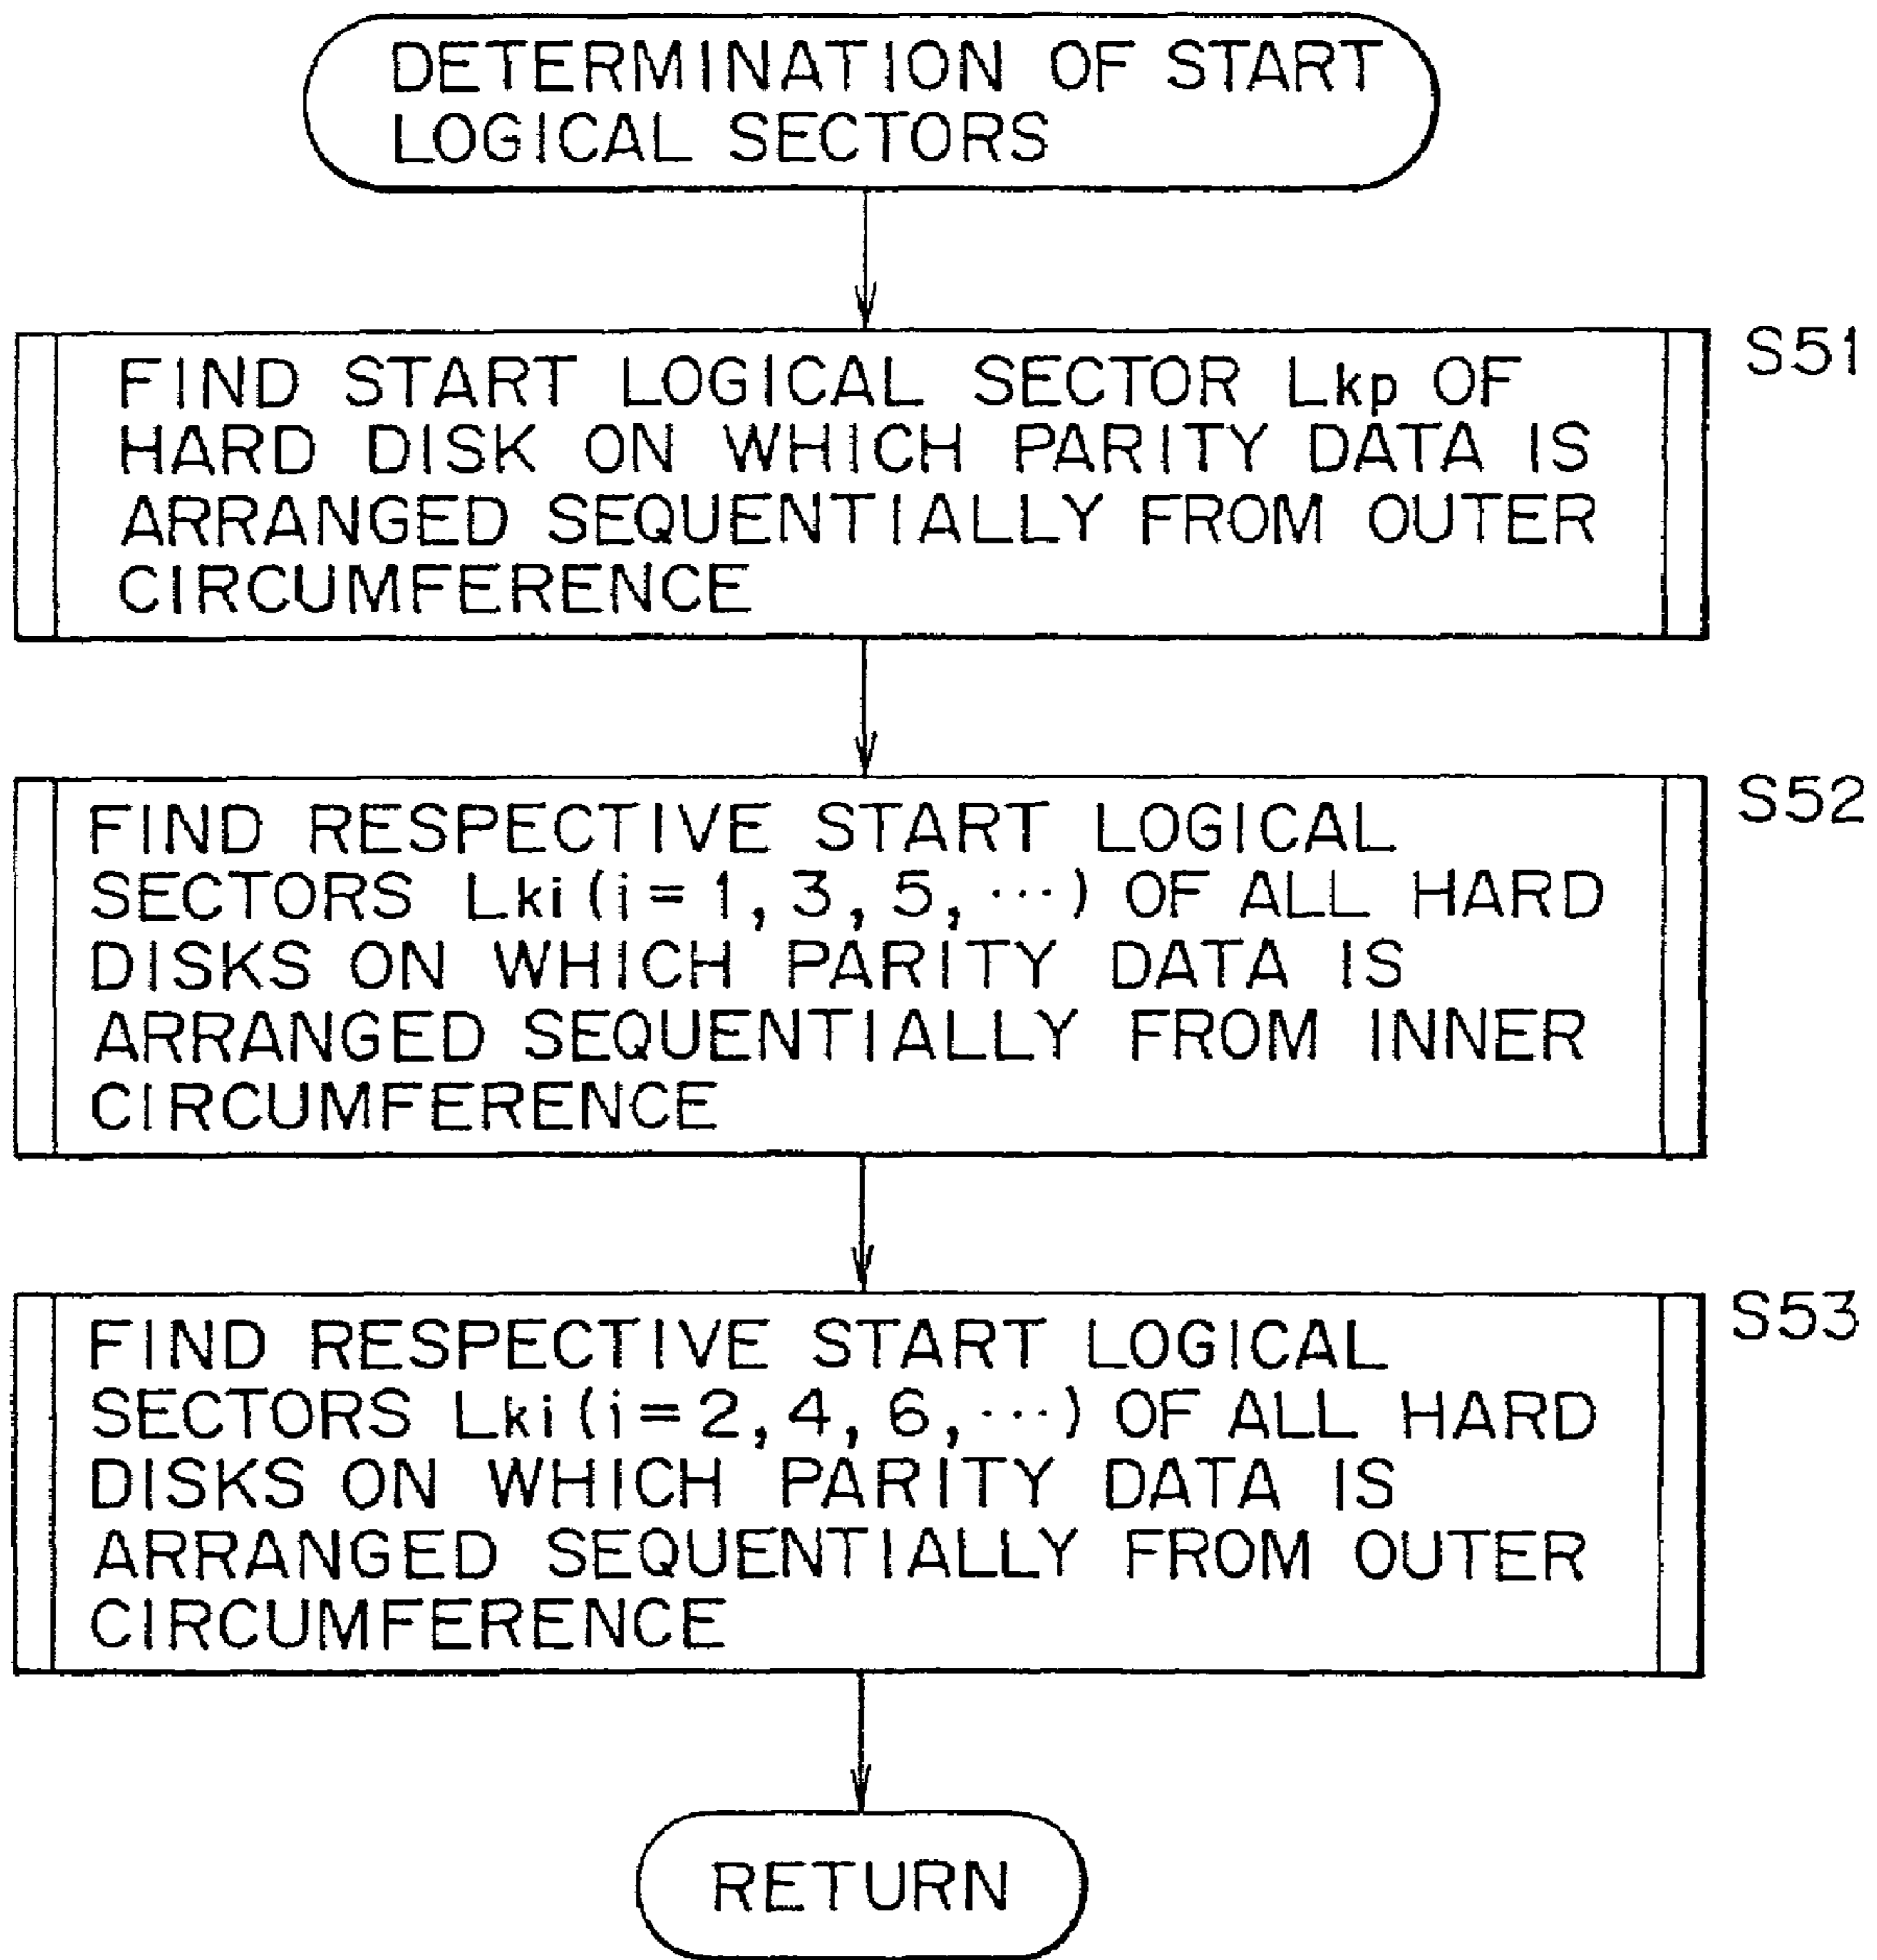 DETERMINATION OF START
LOGICAL SECTORS
S51
FIND START LOGICAL SECTOR Lkp OF
HARD DISK ON WHICH PARITY DATA IS
ARRANGED SEQUENTIALLY FROM OUTER
CIRCUMFERENCE
S52
FIND RESPECTIVE START LOGICAL
SECTORS Lki (i = 1, 3, 5, ···) OF ALL HARD
DISKS ON WHICH PARITY DATA IS
ARRANGED SEQUENTIALLY FROM INNER
CIRCUMFERENCE
S53
FIND RESPECTIVE START LOGICAL
SECTORS Lki (i = 2, 4, 6, ···) OF ALL HARD
DISKS ON WHICH PARITY DATA IS
ARRANGED SEQUENTIALLY FROM OUTER
CIRCUMFERENCE
RETURN